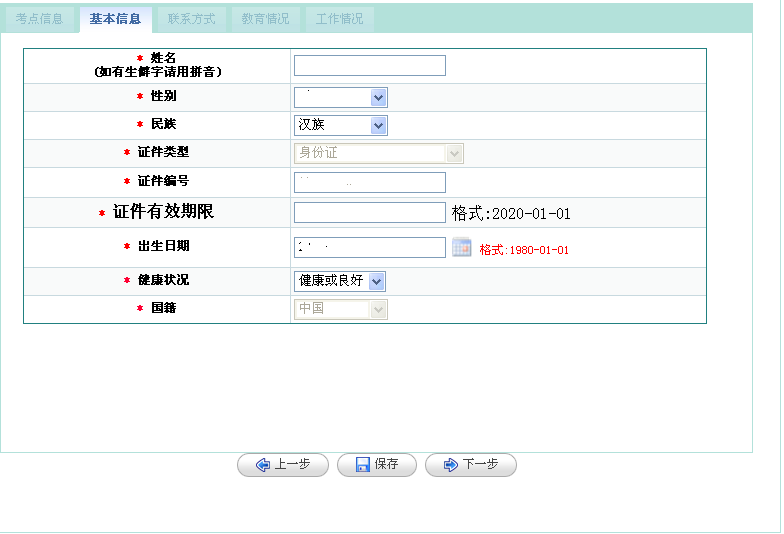 考点信息 基本信息 联系方式 教育情况 工作情况
* 姓名
(如有生僻字请用拼音)
* 性别
* 民族 汉族
* 证件类型 身份证
* 证件编号
* 证件有效期限 格式:2020-01-01
* 出生日期 格式:1980-01-01
* 健康状况 健康或良好
* 国籍 中国
上一步 保存 下一步